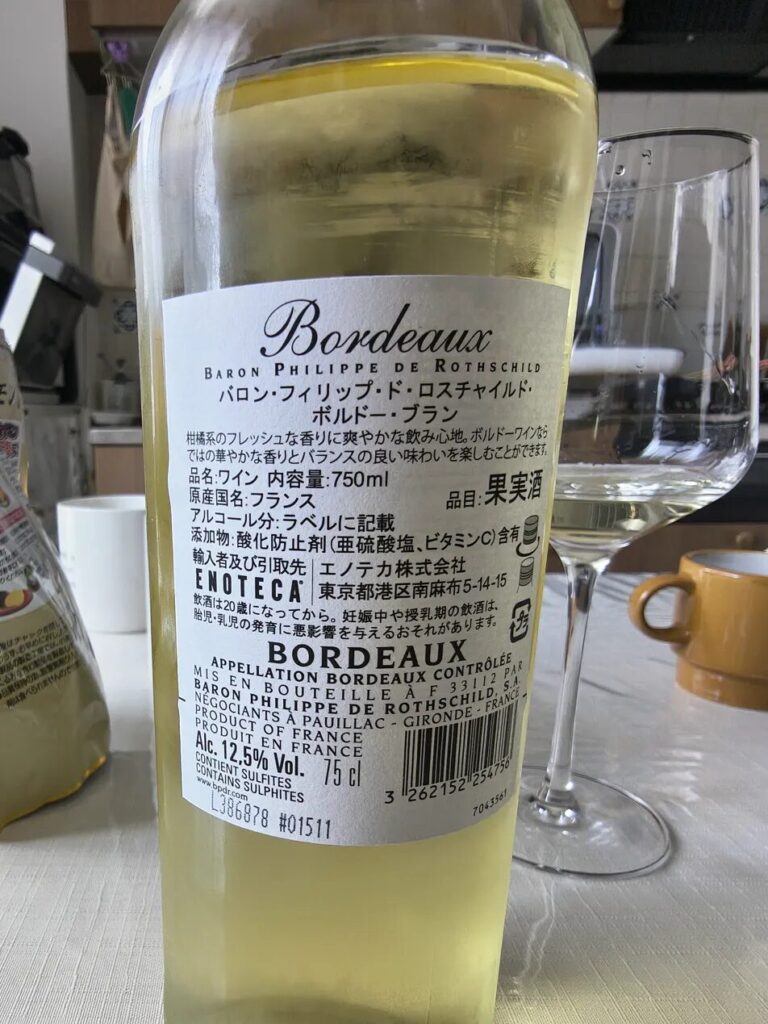 Bordeaux
BARON PHILIPPE DE ROTHSCHILD
バロン・フィリップ・ド・ロスチャイルド・
ボルドー・ブラン
柑橘系のフレッシュな香りに爽やかな飲み心地。ボルドーワインなら
ではの華やかな香りとバランスの良い味わいを楽しむことができます。
品名:ワイン 内容量:750ml
原産国名:フランス 品目:果実酒
アルコール分:ラベルに記載
添加物:酸化防止剤(亜硫酸塩、ビタミンC)含有
輸入者及び引取先 エノテカ株式会社
ENOTECA 東京都港区南麻布5-14-15
飲酒は20歳になってから。妊娠中や授乳期の飲酒は、
胎児・乳児の発育に悪影響を与えるおそれがあります。
BORDEAUX
APPELLATION BORDEAUX CONTRÔLÉE
MIS EN BOUTEILLE À F 33112 PAR
BARON PHILIPPE DE ROTHSCHILD, S.A.
NÉGOCIANTS À PAUILLAC - GIRONDE - FRANCE
PRODUCT OF FRANCE
PRODUIT EN FRANCE
Alc. 12,5% Vol. 75 cl
CONTIENT SULFITES
CONTAINS SULPHITES
www.bpdr.com
3 262152 254756
7043561
L386878 #01511